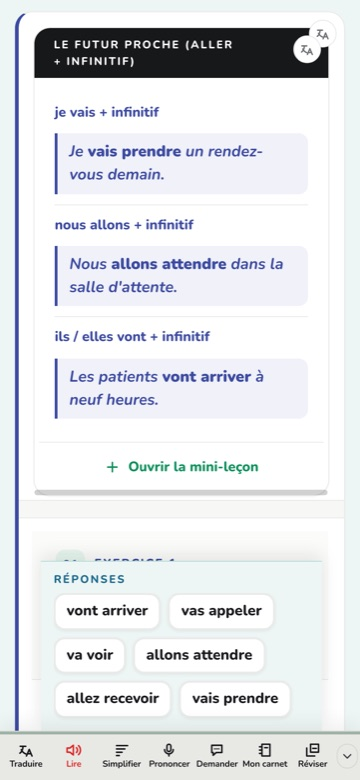 LE FUTUR PROCHE (ALLER
+ INFINITIF)
je vais + infinitif
Je vais prendre un rendez-
vous demain.
nous allons + infinitif
Nous allons attendre dans la
salle d'attente.
ils / elles vont + infinitif
Les patients vont arriver à
neuf heures.
+ Ouvrir la mini-leçon
RÉPONSES
vont arriver
vas appeler
va voir
allons attendre
allez recevoir
vais prendre
Traduire
Lire
Simplifier
Prononcer
Demander
Mon carnet
Réviser